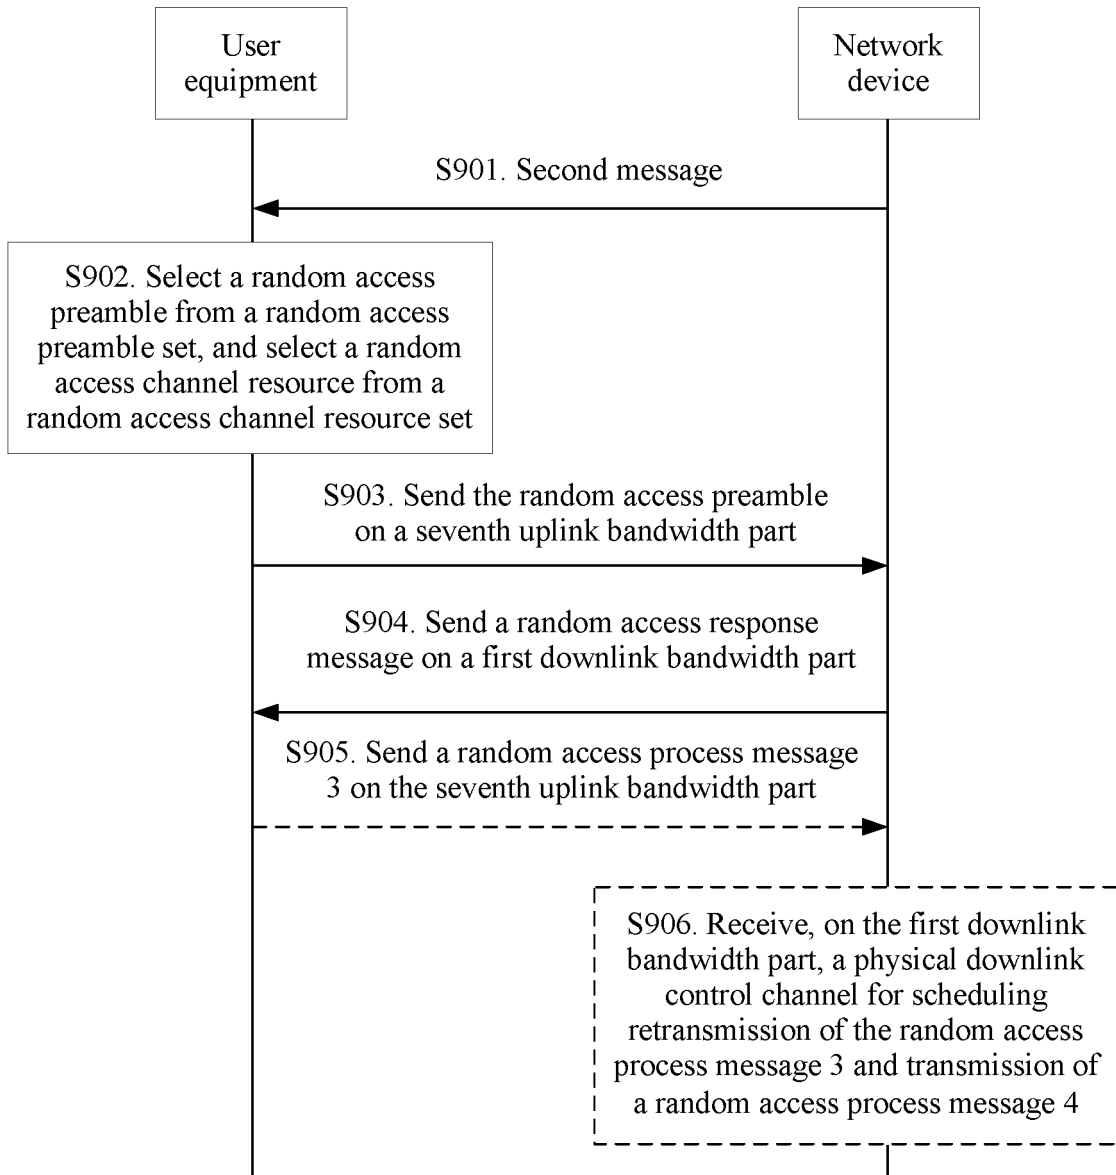 User
equipment
Network
device
S901. Second message
S902. Select a random access
preamble from a random access
preamble set, and select a random
access channel resource from a
random access channel resource set
S903. Send the random access preamble
on a seventh uplink bandwidth part
S904. Send a random access response
message on a first downlink bandwidth part
S905. Send a random access process message
3 on the seventh uplink bandwidth part
S906. Receive, on the first downlink
bandwidth part, a physical downlink
control channel for scheduling
retransmission of the random access
process message 3 and transmission of
a random access process message 4